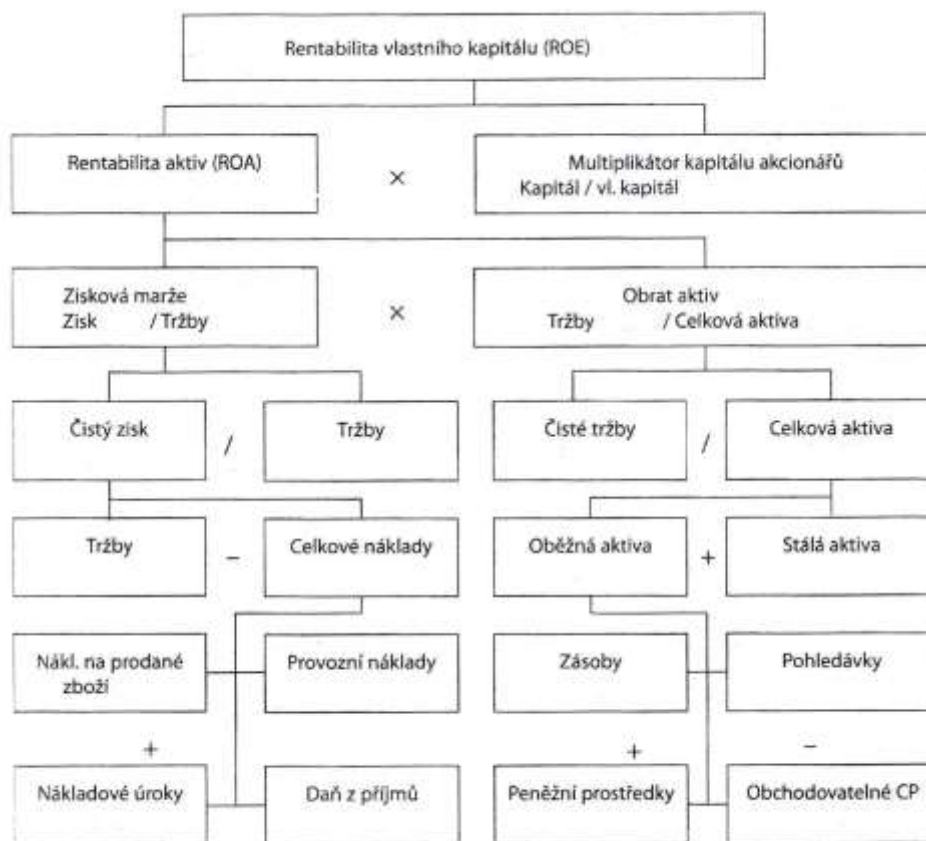 Rentabilita vlastního kapitálu (ROE)
Rentabilita aktiv (ROA)
×
Multiplikátor kapitálu akcionářů
Kapitál / vl. kapitál
Zisková marže
Zisk / Tržby
×
Obrat aktiv
Tržby / Celková aktiva
Čistý zisk
/
Tržby
Čisté tržby
/
Celková aktiva
Tržby
–
Celkové náklady
Oběžná aktiva
+
Stálá aktiva
Nákl. na prodané
zboží
Provozní náklady
Zásoby
Pohledávky
+
+
–
Nákladové úroky
Daň z příjmů
Peněžní prostředky
Obchodovatelné CP